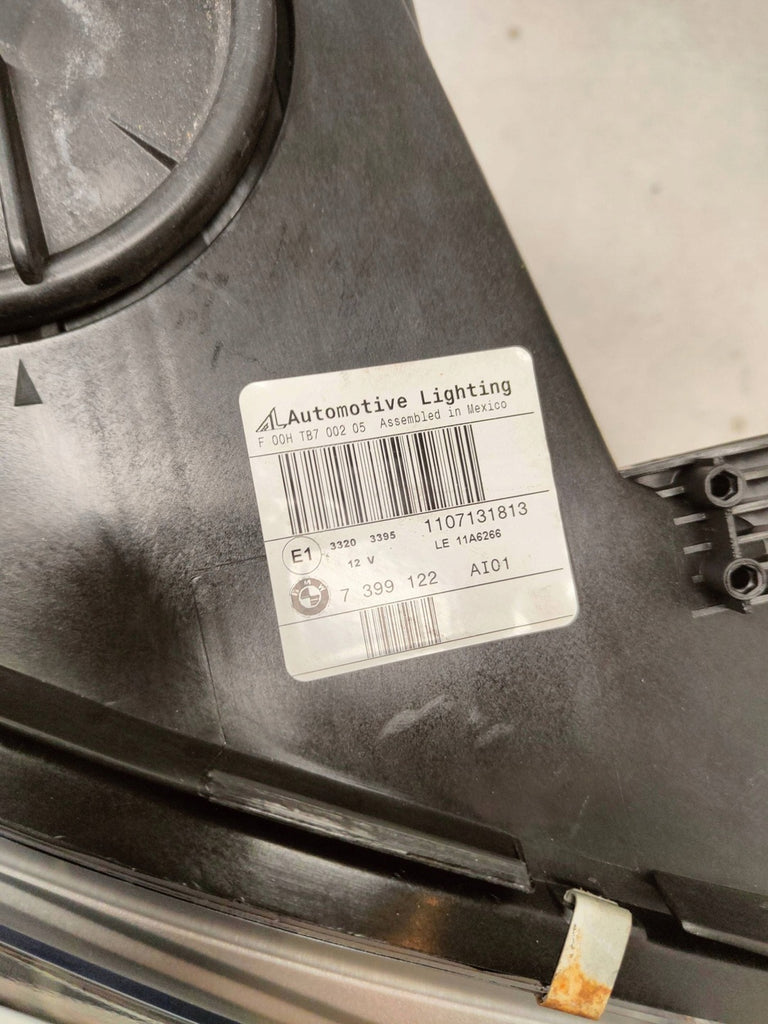 AL Automotive Lighting
F 00H TB7 002 05 Assembled in Mexico
1107131813
E1 3320 3395 LE 11A6266
12 V
7 399 122 AI01